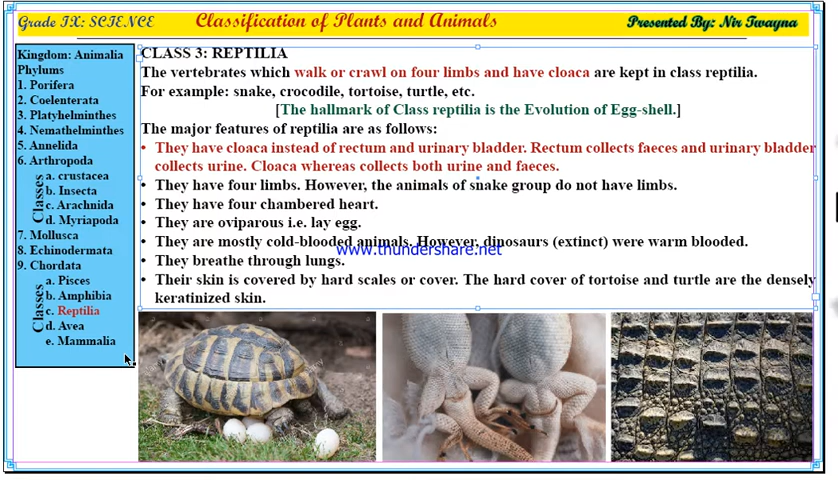 Grade IX: SCIENCE
Classification of Plants and Animals
Presented By: Nir Twayna
Kingdom: Animalia
Phylums
1. Porifera
2. Coelenterata
3. Platyhelminthes
4. Nemathelminthes
5. Annelida
6. Arthropoda
Classes
a. crustacea
b. Insecta
c. Arachnida
d. Myriapoda
7. Mollusca
8. Echinodermata
9. Chordata
Classes
a. Pisces
b. Amphibia
c. Reptilia
d. Avea
e. Mammalia
CLASS 3: REPTILIA
The vertebrates which walk or crawl on four limbs and have cloaca are kept in class reptilia.
For example: snake, crocodile, tortoise, turtle, etc.
[The hallmark of Class reptilia is the Evolution of Egg-shell.]
The major features of reptilia are as follows:
• They have cloaca instead of rectum and urinary bladder. Rectum collects faeces and urinary bladder
collects urine. Cloaca whereas collects both urine and faeces.
• They have four limbs. However, the animals of snake group do not have limbs.
• They have four chambered heart.
• They are oviparous i.e. lay egg.
• They are mostly cold-blooded animals. However, dinosaurs (extinct) were warm blooded.
www.thundershare.net
• They breathe through lungs.
• Their skin is covered by hard scales or cover. The hard cover of tortoise and turtle are the densely
keratinized skin.